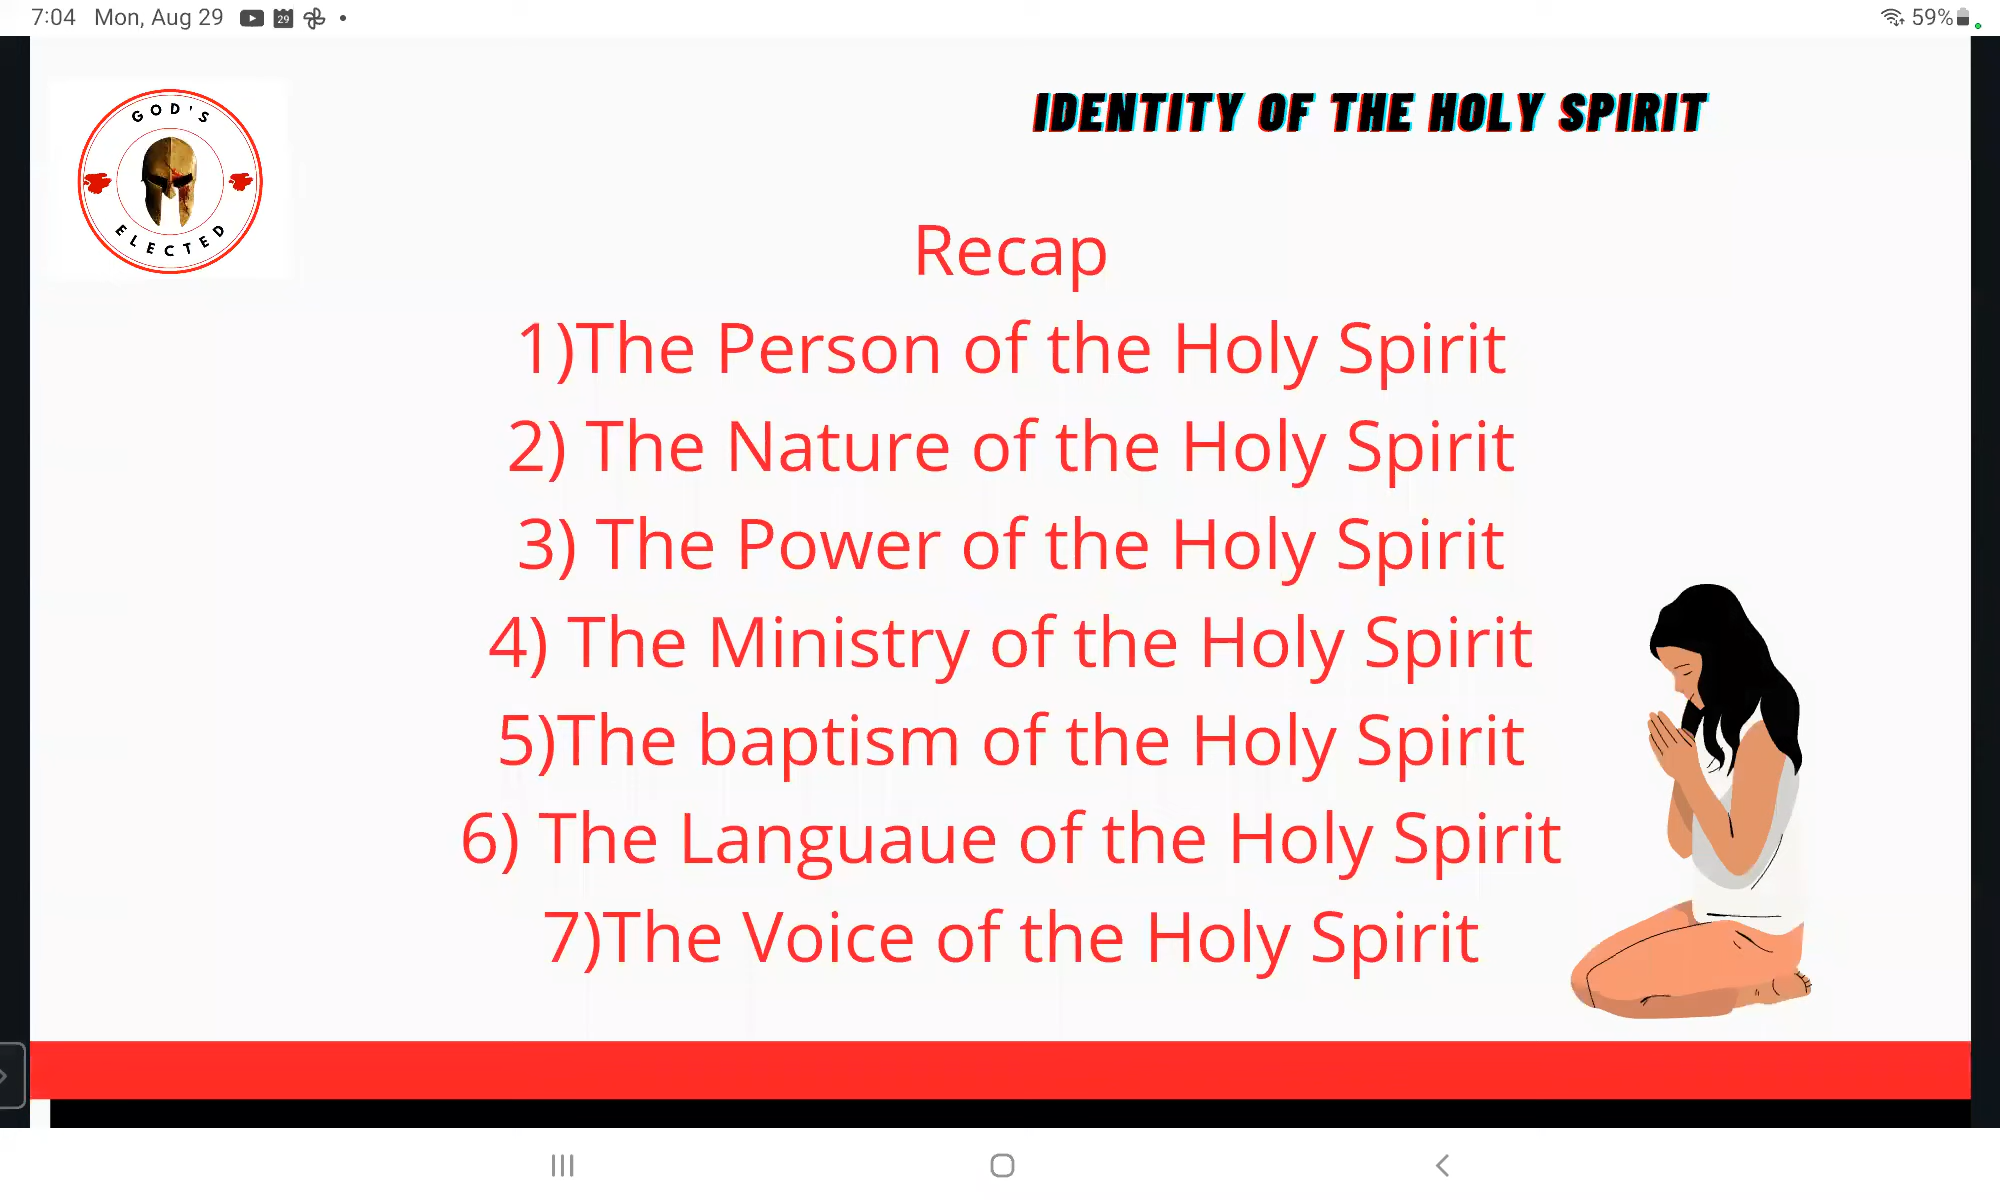 7:04 Mon, Aug 29 29 59%
GOD'S
ELECTED
IDENTITY OF THE HOLY SPIRIT
Recap
1)The Person of the Holy Spirit
2) The Nature of the Holy Spirit
3) The Power of the Holy Spirit
4) The Ministry of the Holy Spirit
5)The baptism of the Holy Spirit
6) The Languaue of the Holy Spirit
7)The Voice of the Holy Spirit